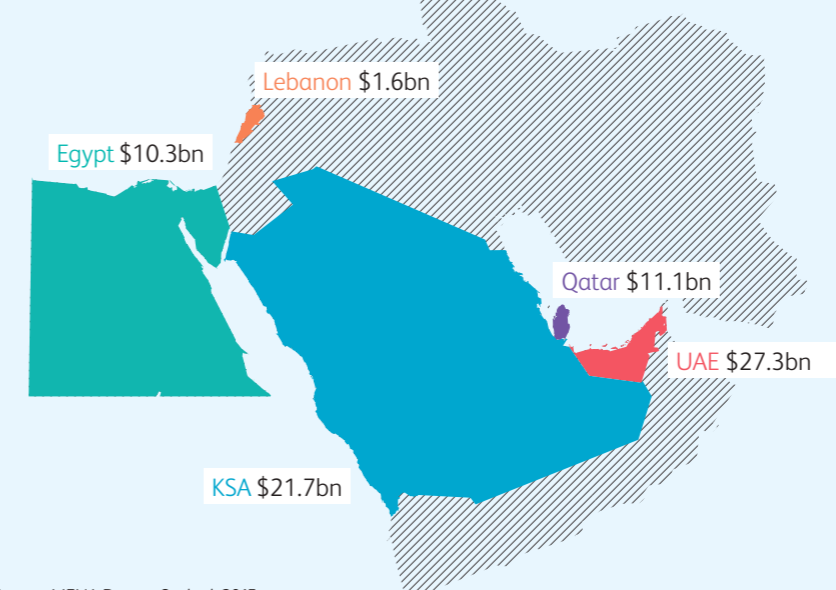 Lebanon $1.6bn
Egypt $10.3bn
Qatar $11.1bn
UAE $27.3bn
KSA $21.7bn